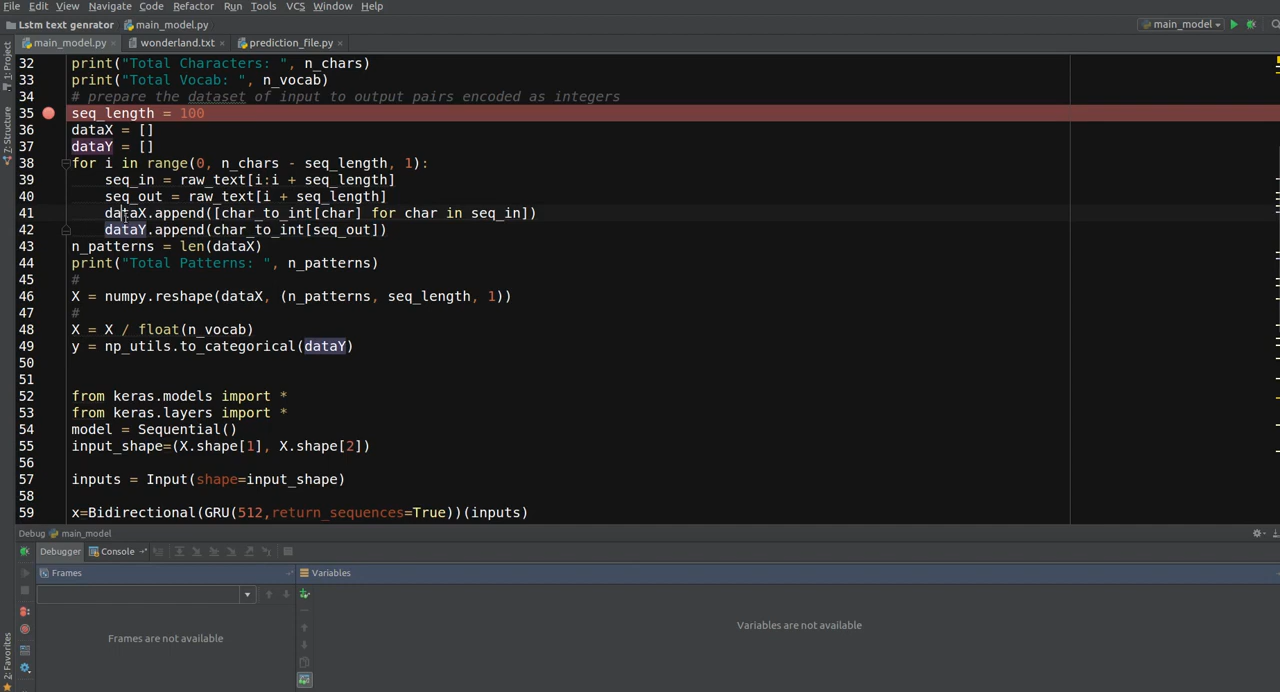 File Edit View Navigate Code Refactor Run Tools VCS Window Help
Lstm text genrator main_model.py main_model
main_model.py wonderland.txt prediction_file.py
1: Project
7: Structure
2: Favorites
32 print("Total Characters: ", n_chars)
33 print("Total Vocab: ", n_vocab)
34 # prepare the dataset of input to output pairs encoded as integers
35 seq_length = 100
36 dataX = []
37 dataY = []
38 for i in range(0, n_chars - seq_length, 1):
39 seq_in = raw_text[i:i + seq_length]
40 seq_out = raw_text[i + seq_length]
41 dataX.append([char_to_int[char] for char in seq_in])
42 dataY.append(char_to_int[seq_out])
43 n_patterns = len(dataX)
44 print("Total Patterns: ", n_patterns)
45 #
46 X = numpy.reshape(dataX, (n_patterns, seq_length, 1))
47 #
48 X = X / float(n_vocab)
49 y = np_utils.to_categorical(dataY)
50
51
52 from keras.models import *
53 from keras.layers import *
54 model = Sequential()
55 input_shape=(X.shape[1], X.shape[2])
56
57 inputs = Input(shape=input_shape)
58
59 x=Bidirectional(GRU(512,return_sequences=True))(inputs)
Debug main_model
Debugger Console
Frames Variables
Frames are not available
Variables are not available